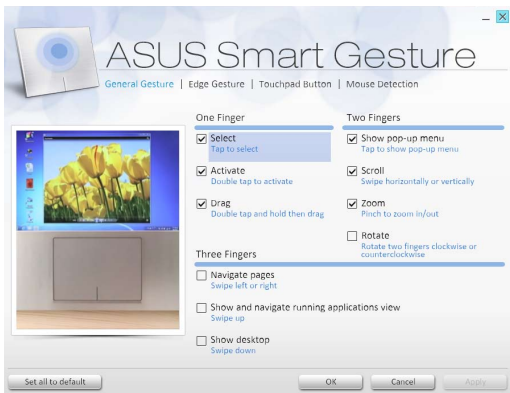 ASUS Smart Gesture
General Gesture | Edge Gesture | Touchpad Button | Mouse Detection
One Finger
Select
Tap to select
Activate
Double tap to activate
Drag
Double tap and hold then drag
Two Fingers
Show pop-up menu
Tap to show pop-up menu
Scroll
Swipe horizontally or vertically
Zoom
Pinch to zoom in/out
Rotate
Rotate two fingers clockwise or
counterclockwise
Three Fingers
Navigate pages
Swipe left or right
Show and navigate running applications view
Swipe up
Show desktop
Swipe down
Set all to default
OK
Cancel
Apply